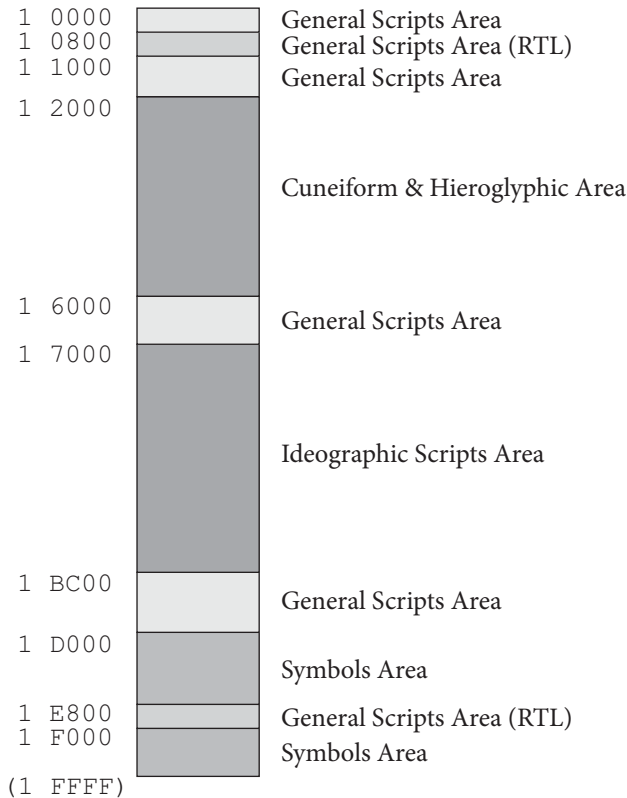 1 0000 General Scripts Area
1 0800 General Scripts Area (RTL)
1 1000 General Scripts Area
1 2000
Cuneiform & Hieroglyphic Area
1 6000 General Scripts Area
1 7000
Ideographic Scripts Area
1 BC00 General Scripts Area
1 D000
Symbols Area
1 E800 General Scripts Area (RTL)
1 F000 Symbols Area
(1 FFFF)